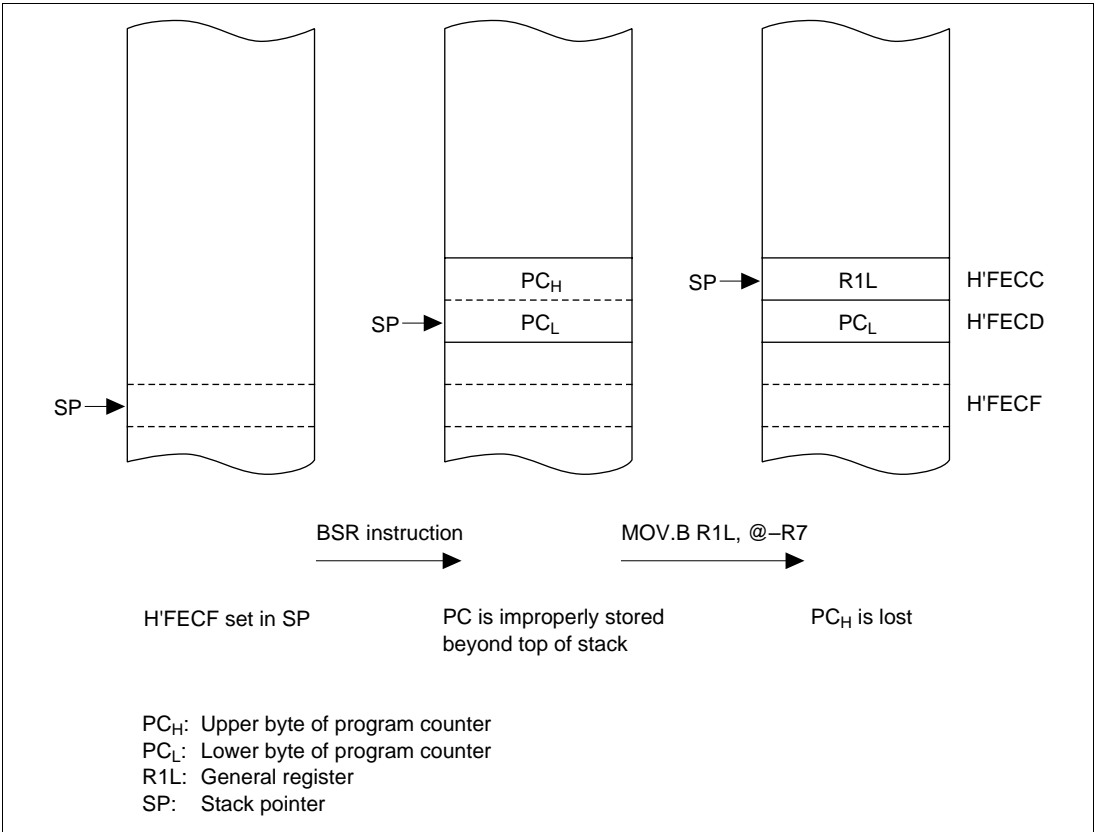 PCH
SP
R1L
H'FECC
SP
PCL
PCL
H'FECD
SP
H'FECF
BSR instruction
MOV.B R1L, @–R7
H'FECF set in SP
PC is improperly stored
beyond top of stack
PCH is lost
PCH: Upper byte of program counter
PCL: Lower byte of program counter
R1L: General register
SP: Stack pointer